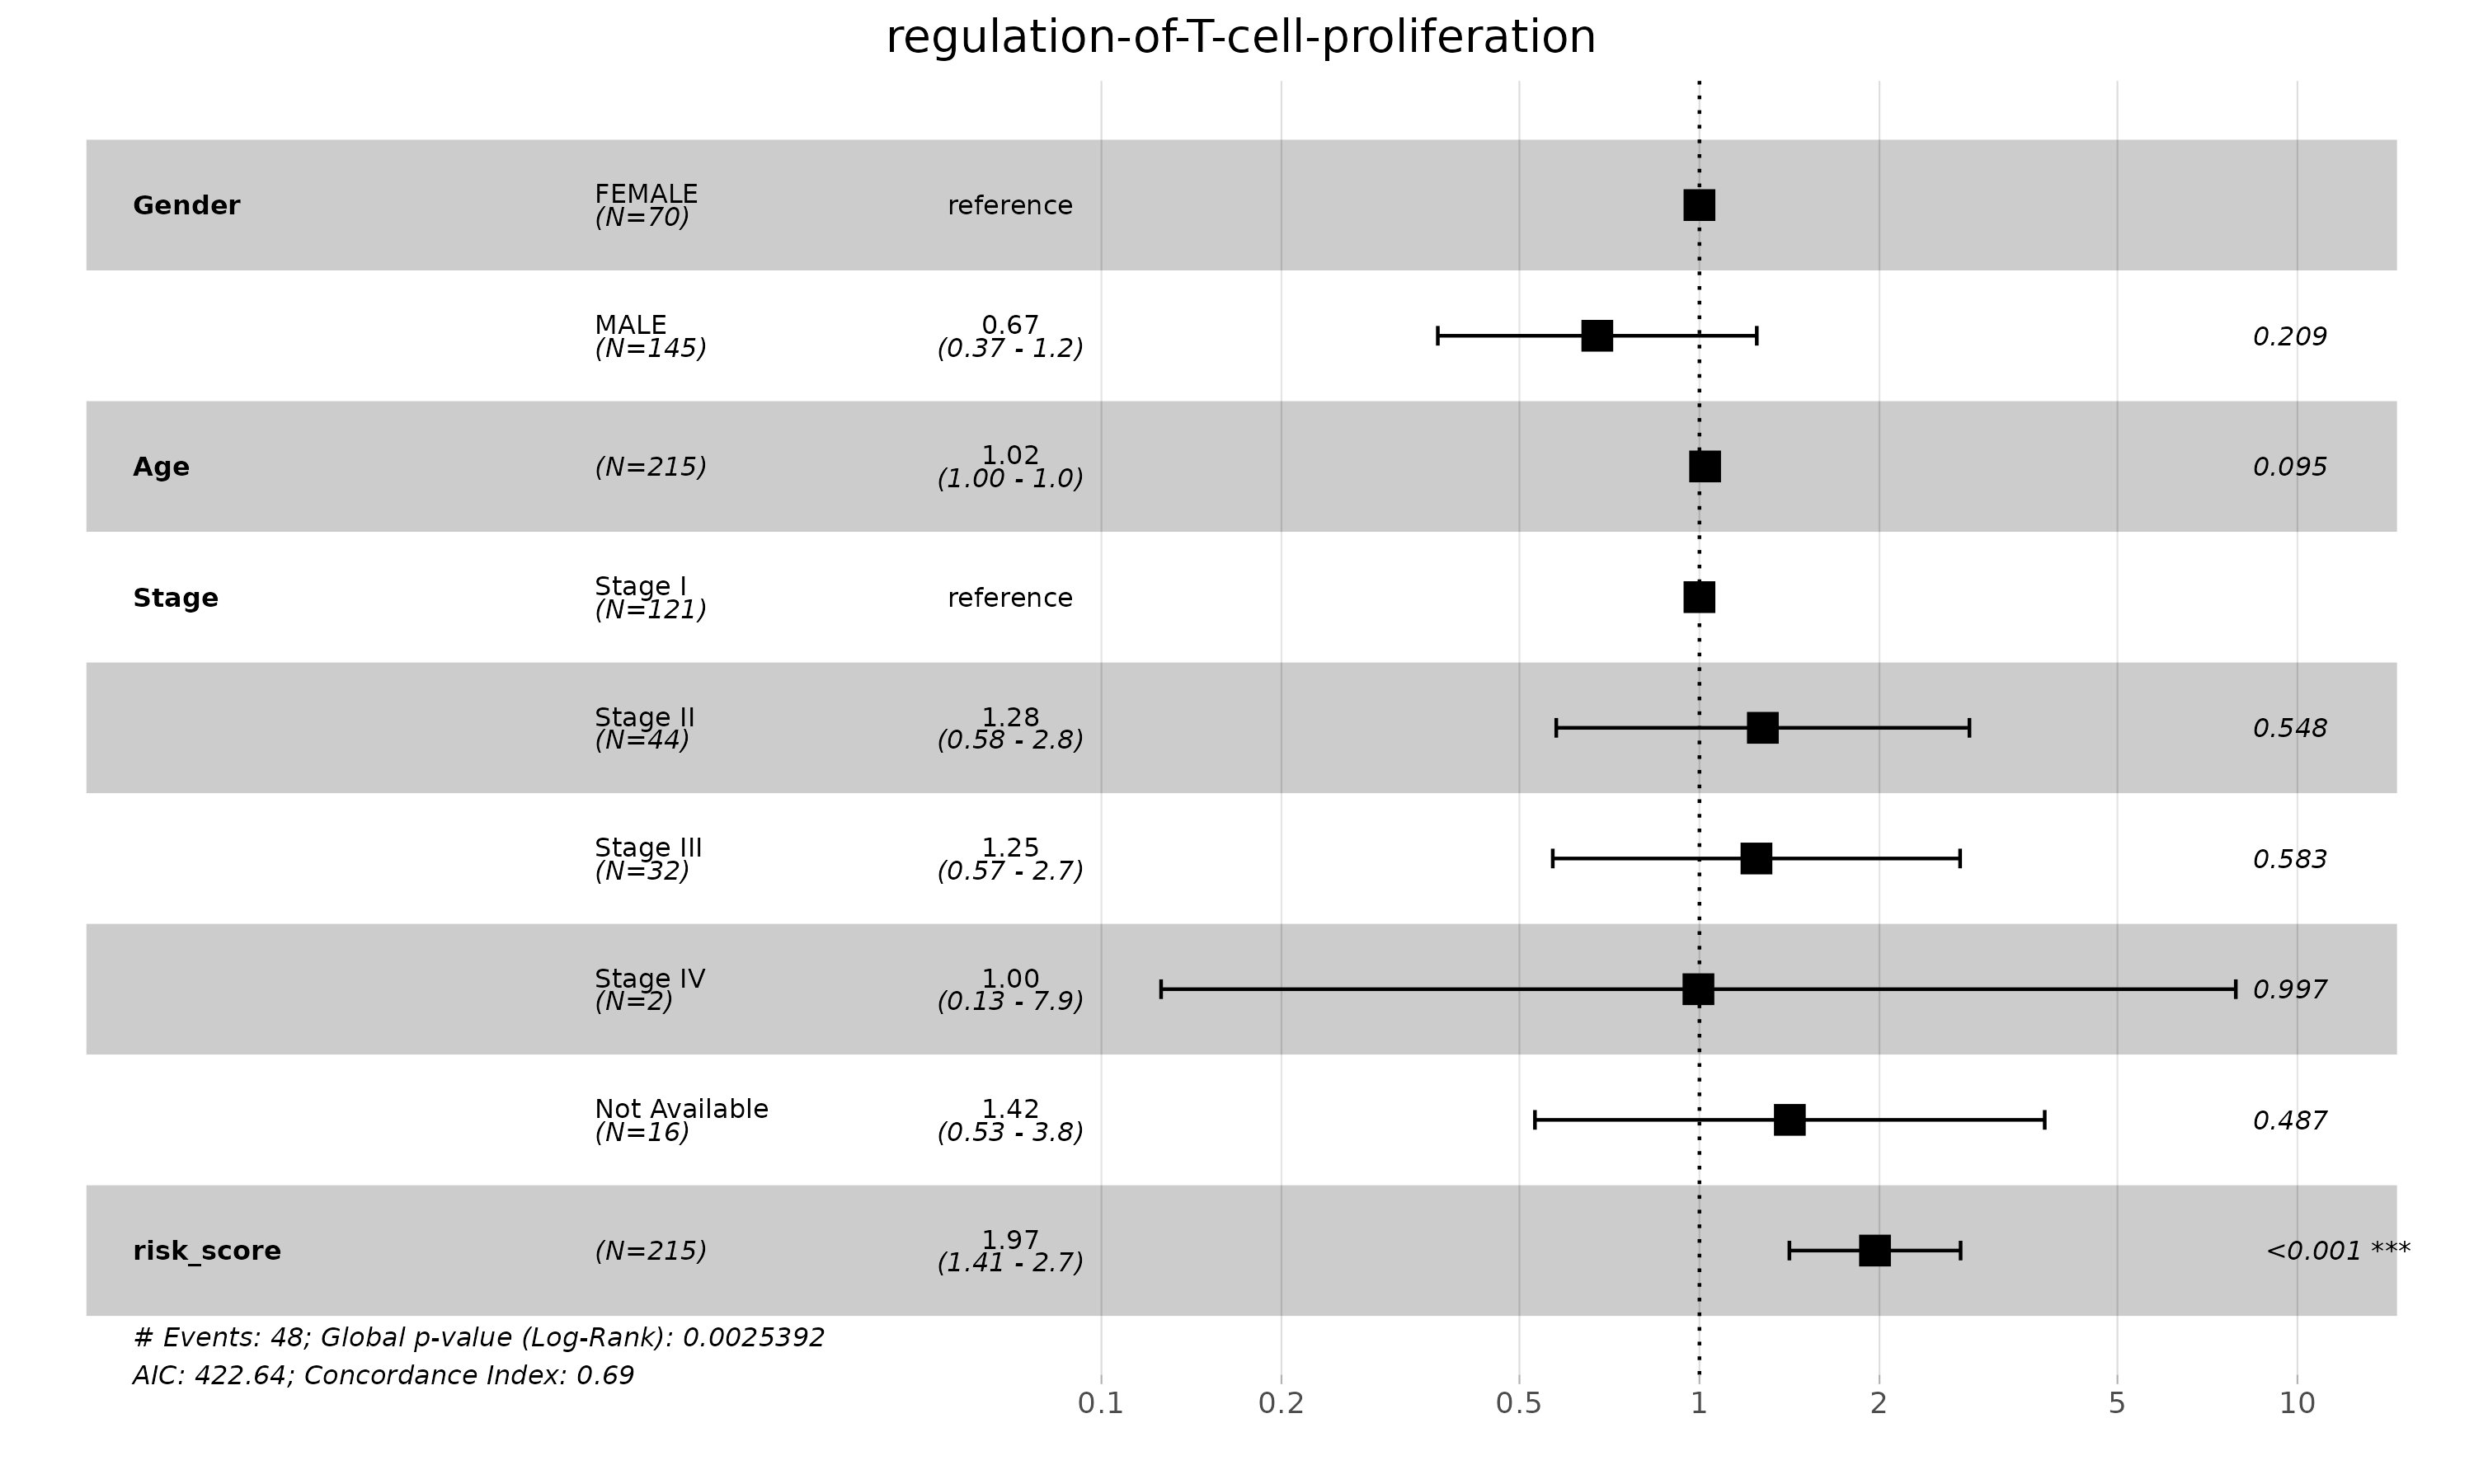 regulation-of-T-cell-proliferation
Gender
FEMALE
(N=70)
reference
MALE
(N=145)
0.67
(0.37 - 1.2)
0.209
Age
(N=215)
1.02
(1.00 - 1.0)
0.095
Stage
Stage I
(N=121)
reference
Stage II
(N=44)
1.28
(0.58 - 2.8)
0.548
Stage III
(N=32)
1.25
(0.57 - 2.7)
0.583
Stage IV
(N=2)
1.00
(0.13 - 7.9)
0.997
Not Available
(N=16)
1.42
(0.53 - 3.8)
0.487
risk_score
(N=215)
1.97
(1.41 - 2.7)
<0.001 ***
# Events: 48; Global p-value (Log-Rank): 0.0025392
AIC: 422.64; Concordance Index: 0.69
0.1 0.2 0.5 1 2 5 10